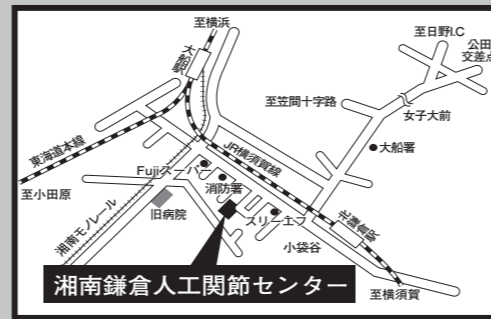 至横浜
至日野I.C
公田
交差点
大船駅
至笠間十字路
女子大前
東海道本線
JR横須賀線
大船署
Fujiスーパー
消防署
至小田原
旧病院
スリーエフ
北鎌倉駅
湘南モノレール
小袋谷
湘南鎌倉人工関節センター
至横須賀